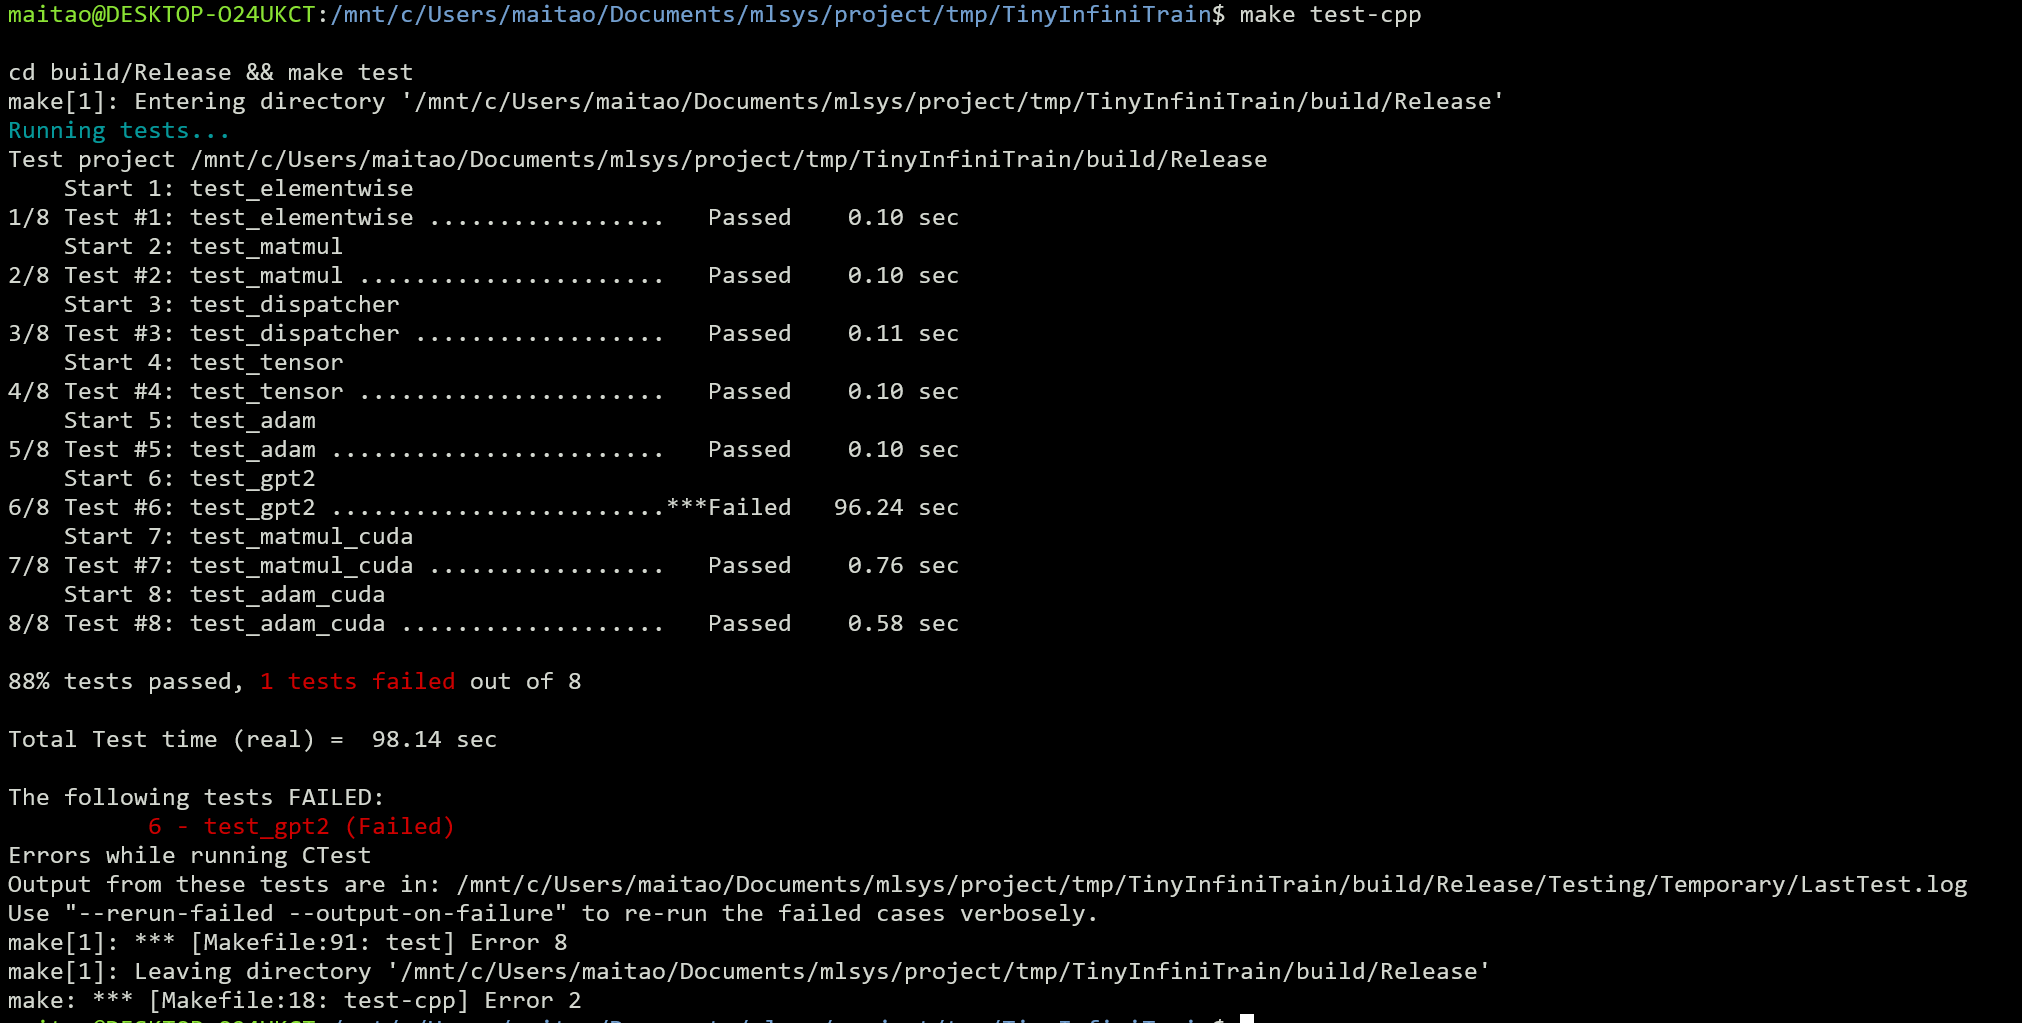 maitao@DESKTOP-O24UKCT:/mnt/c/Users/maitao/Documents/mlsys/project/tmp/TinyInfiniTrain$ make test-cpp
cd build/Release && make test
make[1]: Entering directory '/mnt/c/Users/maitao/Documents/mlsys/project/tmp/TinyInfiniTrain/build/Release'
Running tests...
Test project /mnt/c/Users/maitao/Documents/mlsys/project/tmp/TinyInfiniTrain/build/Release
    Start 1: test_elementwise
1/8 Test #1: test_elementwise .................   Passed    0.10 sec
    Start 2: test_matmul
2/8 Test #2: test_matmul ......................   Passed    0.10 sec
    Start 3: test_dispatcher
3/8 Test #3: test_dispatcher ..................   Passed    0.11 sec
    Start 4: test_tensor
4/8 Test #4: test_tensor ......................   Passed    0.10 sec
    Start 5: test_adam
5/8 Test #5: test_adam ........................   Passed    0.10 sec
    Start 6: test_gpt2
6/8 Test #6: test_gpt2 ........................***Failed   96.24 sec
    Start 7: test_matmul_cuda
7/8 Test #7: test_matmul_cuda .................   Passed    0.76 sec
    Start 8: test_adam_cuda
8/8 Test #8: test_adam_cuda ...................   Passed    0.58 sec
88% tests passed, 1 tests failed out of 8
Total Test time (real) =  98.14 sec
The following tests FAILED:
          6 - test_gpt2 (Failed)
Errors while running CTest
Output from these tests are in: /mnt/c/Users/maitao/Documents/mlsys/project/tmp/TinyInfiniTrain/build/Release/Testing/Temporary/LastTest.log
Use "--rerun-failed --output-on-failure" to re-run the failed cases verbosely.
make[1]: *** [Makefile:91: test] Error 8
make[1]: Leaving directory '/mnt/c/Users/maitao/Documents/mlsys/project/tmp/TinyInfiniTrain/build/Release'
make: *** [Makefile:18: test-cpp] Error 2
maitao@DESKTOP-O24UKCT:/mnt/c/Users/maitao/Documents/mlsys/project/tmp/TinyInfiniTrain$